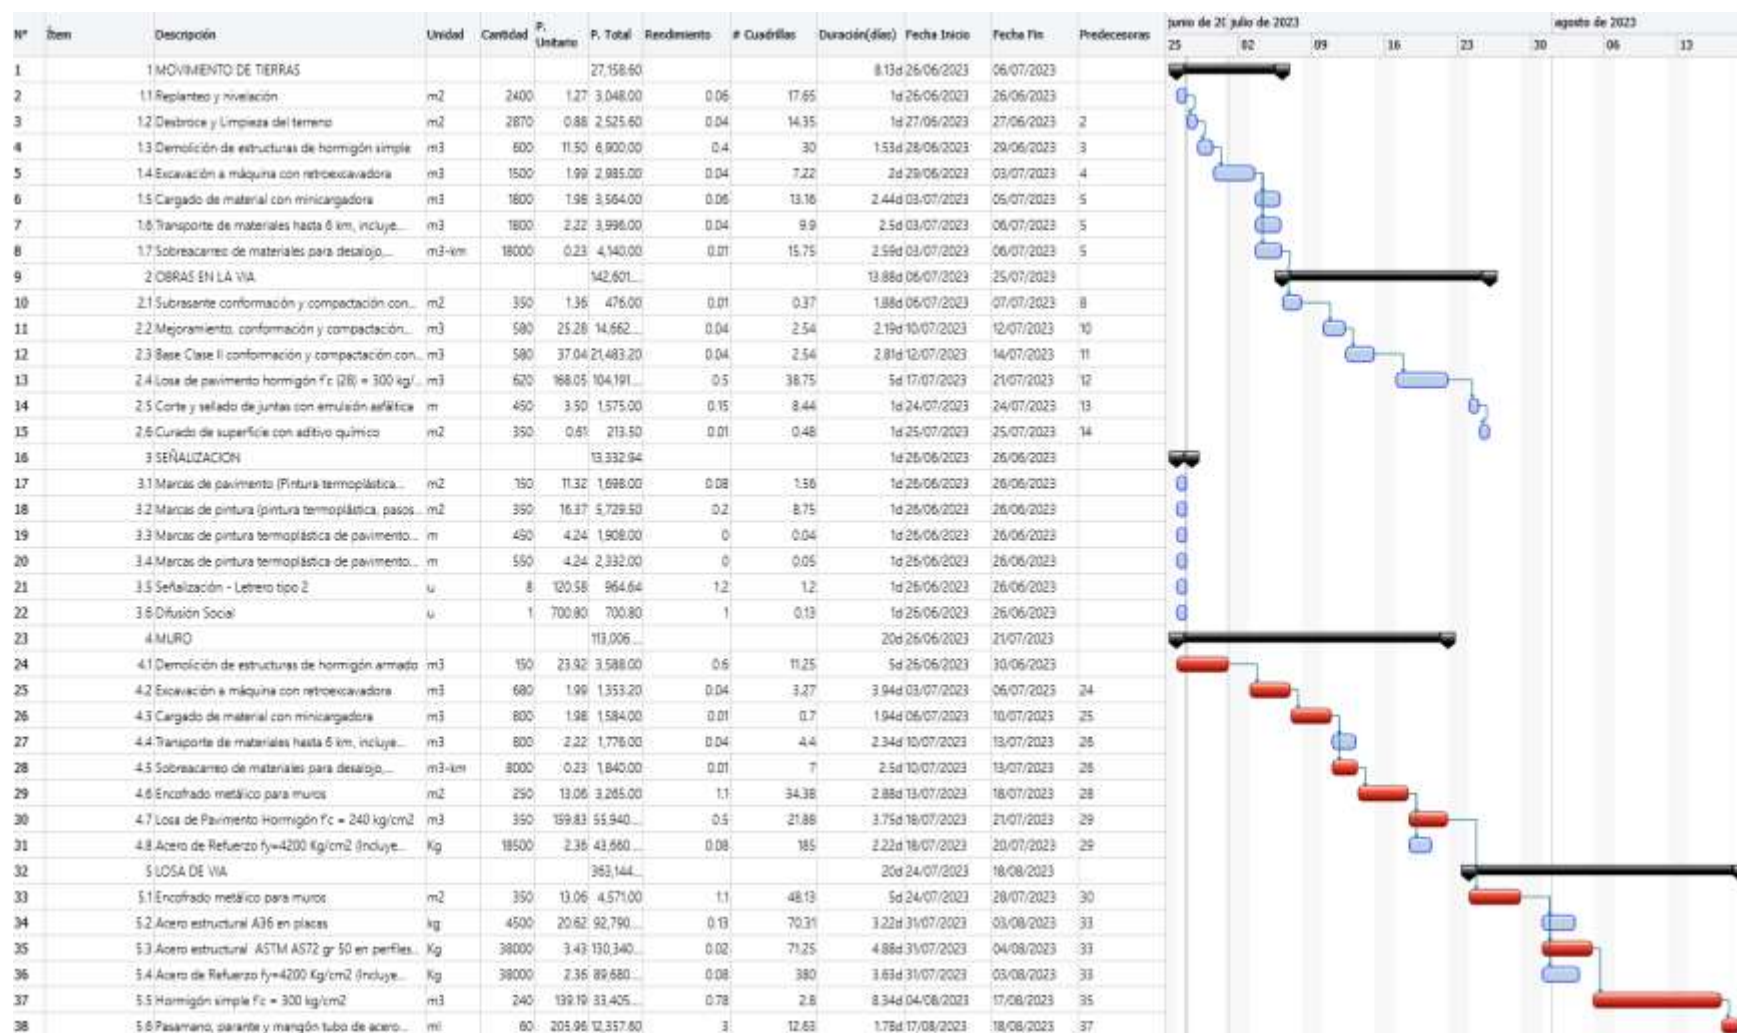 junio de 2( julio de 2023 agosto de 2023
N° Ítem Descripción Unidad Cantidad P. Unitario P. Total Rendimiento # Cuadrillas Duración(días) Fecha Inicio Fecha Fin Predecesoras 25 02 09 16 23 30 06 13
1 1 MOVIMIENTO DE TIERRAS 27,158.60 8.13d 26/06/2023 06/07/2023
2 1.1 Replanteo y nivelación m2 2400 1.27 3,048.00 0.06 17.65 1d 26/06/2023 26/06/2023
3 1.2 Desbroce y Limpieza del terreno m2 2870 0.88 2,525.60 0.04 14.35 1d 27/06/2023 27/06/2023 2
4 1.3 Demolición de estructuras de hormigón simple m3 600 11.50 6,900.00 0.4 30 1.53d 28/06/2023 29/06/2023 3
5 1.4 Excavación a máquina con retroexcavadora m3 1500 1.99 2,985.00 0.04 7.22 2d 29/06/2023 03/07/2023 4
6 1.5 Cargado de material con minicargadora m3 1800 1.98 3,564.00 0.06 13.16 2.44d 03/07/2023 05/07/2023 5
7 1.6 Transporte de materiales hasta 6 km, incluye... m3 1800 2.22 3,996.00 0.04 9.9 2.5d 03/07/2023 06/07/2023 5
8 1.7 Sobreacarreo de materiales para desalojo,... m3-km 18000 0.23 4,140.00 0.01 15.75 2.59d 03/07/2023 06/07/2023 5
9 2 OBRAS EN LA VIA 142,601... 13.88d 06/07/2023 25/07/2023
10 2.1 Subrasante conformación y compactación con... m2 350 1.36 476.00 0.01 0.37 1.88d 06/07/2023 07/07/2023 8
11 2.2 Mejoramiento, conformación y compactación... m3 580 25.28 14,662... 0.04 2.54 2.19d 10/07/2023 12/07/2023 10
12 2.3 Base Clase II conformación y compactación con... m3 580 37.04 21,483.20 0.04 2.54 2.81d 12/07/2023 14/07/2023 11
13 2.4 Losa de pavimento hormigón f'c (28) = 300 kg/... m3 620 168.05 104,191... 0.5 38.75 5d 17/07/2023 21/07/2023 12
14 2.5 Corte y sellado de juntas con emulsión asfáltica m 450 3.50 1,575.00 0.15 8.44 1d 24/07/2023 24/07/2023 13
15 2.6 Curado de superficie con aditivo químico m2 350 0.61 213.50 0.01 0.48 1d 25/07/2023 25/07/2023 14
16 3 SEÑALIZACION 13,332.94 1d 26/06/2023 26/06/2023
17 3.1 Marcas de pavimento (Pintura termoplástica... m2 150 11.32 1,698.00 0.08 1.56 1d 26/06/2023 26/06/2023
18 3.2 Marcas de pintura (pintura termoplástica, pasos... m2 350 16.37 5,729.50 0.2 8.75 1d 26/06/2023 26/06/2023
19 3.3 Marcas de pintura termoplástica de pavimento... m 450 4.24 1,908.00 0 0.04 1d 26/06/2023 26/06/2023
20 3.4 Marcas de pintura termoplástica de pavimento... m 550 4.24 2,332.00 0 0.05 1d 26/06/2023 26/06/2023
21 3.5 Señalización - Letrero tipo 2 u 8 120.58 964.64 1.2 1.2 1d 26/06/2023 26/06/2023
22 3.6 Difusión Social u 1 700.80 700.80 1 0.13 1d 26/06/2023 26/06/2023
23 4 MURO 113,006... 20d 26/06/2023 21/07/2023
24 4.1 Demolición de estructuras de hormigón armado m3 150 23.92 3,588.00 0.6 11.25 5d 26/06/2023 30/06/2023
25 4.2 Excavación a máquina con retroexcavadora m3 680 1.99 1,353.20 0.04 3.27 3.94d 03/07/2023 06/07/2023 24
26 4.3 Cargado de material con minicargadora m3 800 1.98 1,584.00 0.01 0.7 1.94d 06/07/2023 10/07/2023 25
27 4.4 Transporte de materiales hasta 6 km, incluye... m3 800 2.22 1,776.00 0.04 4.4 2.34d 10/07/2023 13/07/2023 26
28 4.5 Sobreacarreo de materiales para desalojo,... m3-km 8000 0.23 1,840.00 0.01 7 2.5d 10/07/2023 13/07/2023 26
29 4.6 Encofrado metálico para muros m2 250 13.06 3,265.00 1.1 34.38 2.88d 13/07/2023 18/07/2023 28
30 4.7 Losa de Pavimento Hormigón f'c = 240 kg/cm2 m3 350 159.83 55,940... 0.5 21.88 3.75d 18/07/2023 21/07/2023 29
31 4.8 Acero de Refuerzo fy=4200 Kg/cm2 (Incluye... Kg 18500 2.36 43,660... 0.08 185 2.22d 18/07/2023 20/07/2023 29
32 5 LOSA DE VIA 363,144... 20d 24/07/2023 18/08/2023
33 5.1 Encofrado metálico para muros m2 350 13.06 4,571.00 1.1 48.13 5d 24/07/2023 28/07/2023 30
34 5.2 Acero estructural A36 en placas kg 4500 20.62 92,790... 0.13 70.31 3.22d 31/07/2023 03/08/2023 33
35 5.3 Acero estructural ASTM A572 gr 50 en perfiles... Kg 38000 3.43 130,340... 0.02 71.25 4.88d 31/07/2023 04/08/2023 33
36 5.4 Acero de Refuerzo fy=4200 Kg/cm2 (Incluye... Kg 38000 2.36 89,680... 0.08 380 3.63d 31/07/2023 03/08/2023 33
37 5.5 Hormigón simple f'c = 300 kg/cm2 m3 240 139.19 33,405... 0.78 2.8 8.34d 04/08/2023 17/08/2023 35
38 5.6 Pasamano, parante y mangón tubo de acero... ml 60 205.96 12,357.60 3 12.63 1.78d 17/08/2023 18/08/2023 37